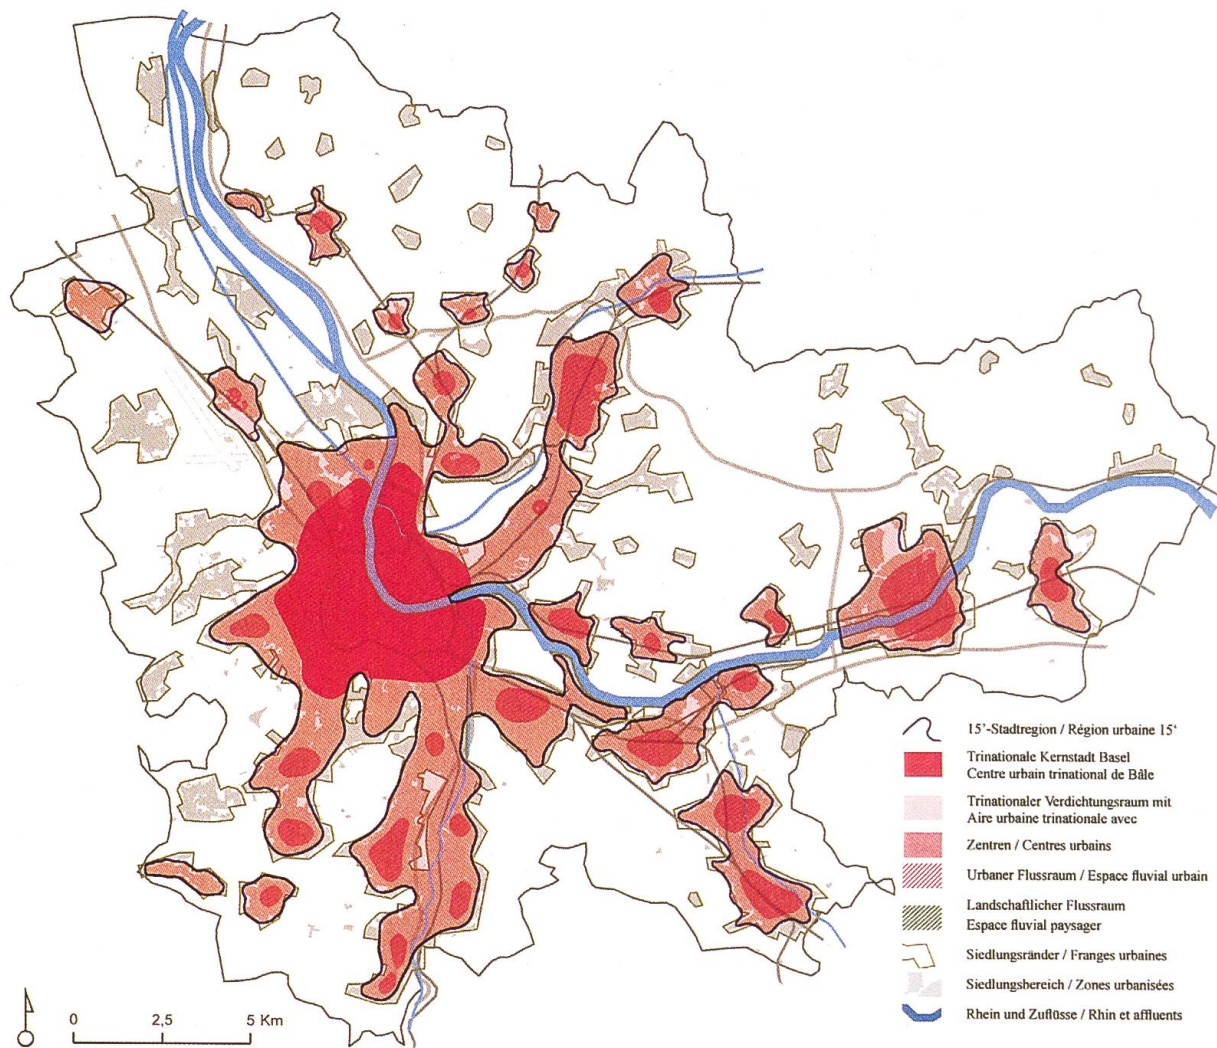 15'-Stadtregion / Région urbaine 15'
Trinationale Kernstadt Basel
Centre urbain trinational de Bâle
Trinationaler Verdichtungsraum mit
Aire urbaine trinationale avec
Zentren / Centres urbains
Urbaner Flussraum / Espace fluvial urbain
Landschaftlicher Flussraum
Espace fluvial paysager
Siedlungsränder / Franges urbaines
Siedlungsbereich / Zones urbanisées
Rhein und Zuflüsse / Rhin et affluents
0 2,5 5 Km